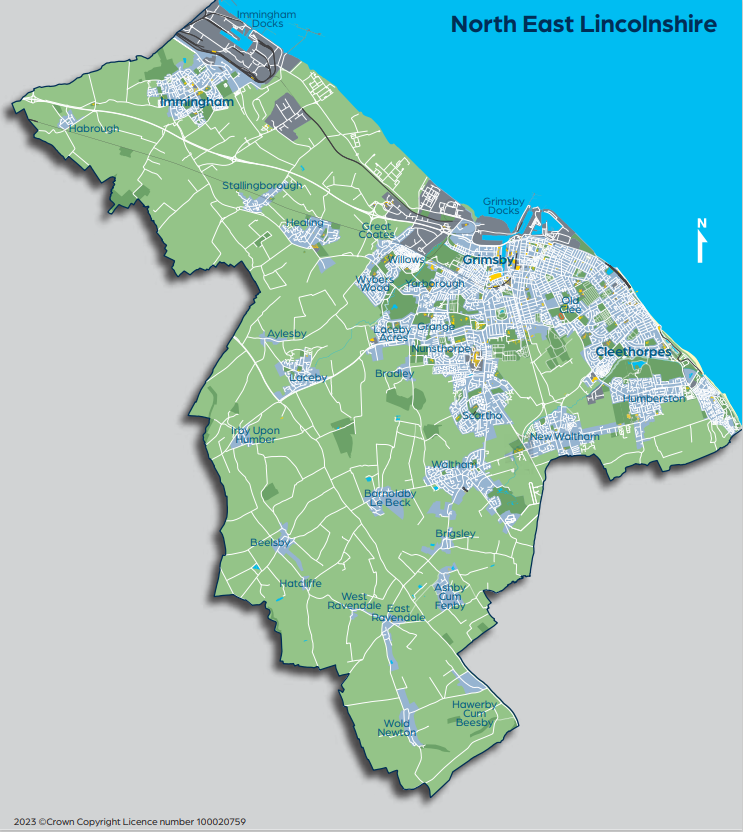 North East Lincolnshire
Immingham
Docks
Immingham
Habrough
Stallingborough
Healing
Great
Coates
Grimsby
Docks
N
Willows
Grimsby
Wybers
Wood
Yarborough
Old
Clee
Laceby
Acres
Grange
Nunsthorpe
Cleethorpes
Aylesby
Laceby
Bradley
Humberston
Scartho
Irby Upon
Humber
New Waltham
Waltham
Barnolaby
Le Beck
Brigsley
Beelsby
Hatcliffe
Ashby
Cum
Fenby
West
Ravendale
East
Ravendale
Hawerby
Cum
Beesby
Wold
Newton
2023 ©Crown Copyright Licence number 100020759